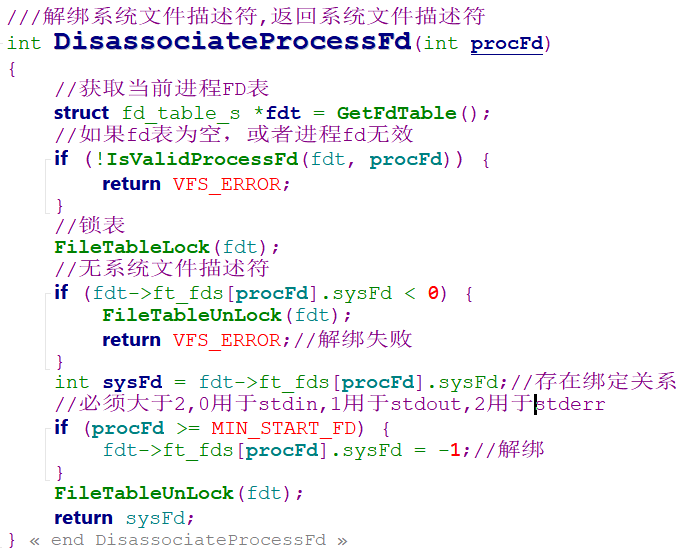 ///解绑系统文件描述符,返回系统文件描述符
int DisassociateProcessFd(int procFd)
{
    //获取当前进程FD表
    struct fd_table_s *fdt = GetFdTable();
    //如果fd表为空，或者进程fd无效
    if (!IsValidProcessFd(fdt, procFd)) {
        return VFS_ERROR;
    }
    //锁表
    FileTableLock(fdt);
    //无系统文件描述符
    if (fdt->ft_fds[procFd].sysFd < 0) {
        FileTableUnLock(fdt);
        return VFS_ERROR;//解绑失败
    }
    int sysFd = fdt->ft_fds[procFd].sysFd;//存在绑定关系
    //必须大于2,0用于stdin,1用于stdout,2用于stderr
    if (procFd >= MIN_START_FD) {
        fdt->ft_fds[procFd].sysFd = -1;//解绑
    }
    FileTableUnLock(fdt);
    return sysFd;
} « end DisassociateProcessFd »